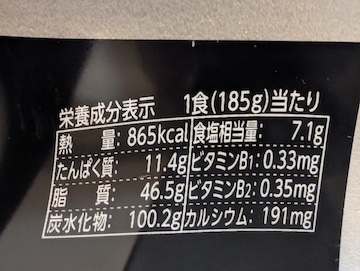 栄養成分表示 1食(185g)当たり
熱量: 865kcal 食塩相当量: 7.1g
たんぱく質: 11.4g ビタミンB1: 0.33mg
脂質: 46.5g ビタミンB2: 0.35mg
炭水化物: 100.2g カルシウム: 191mg